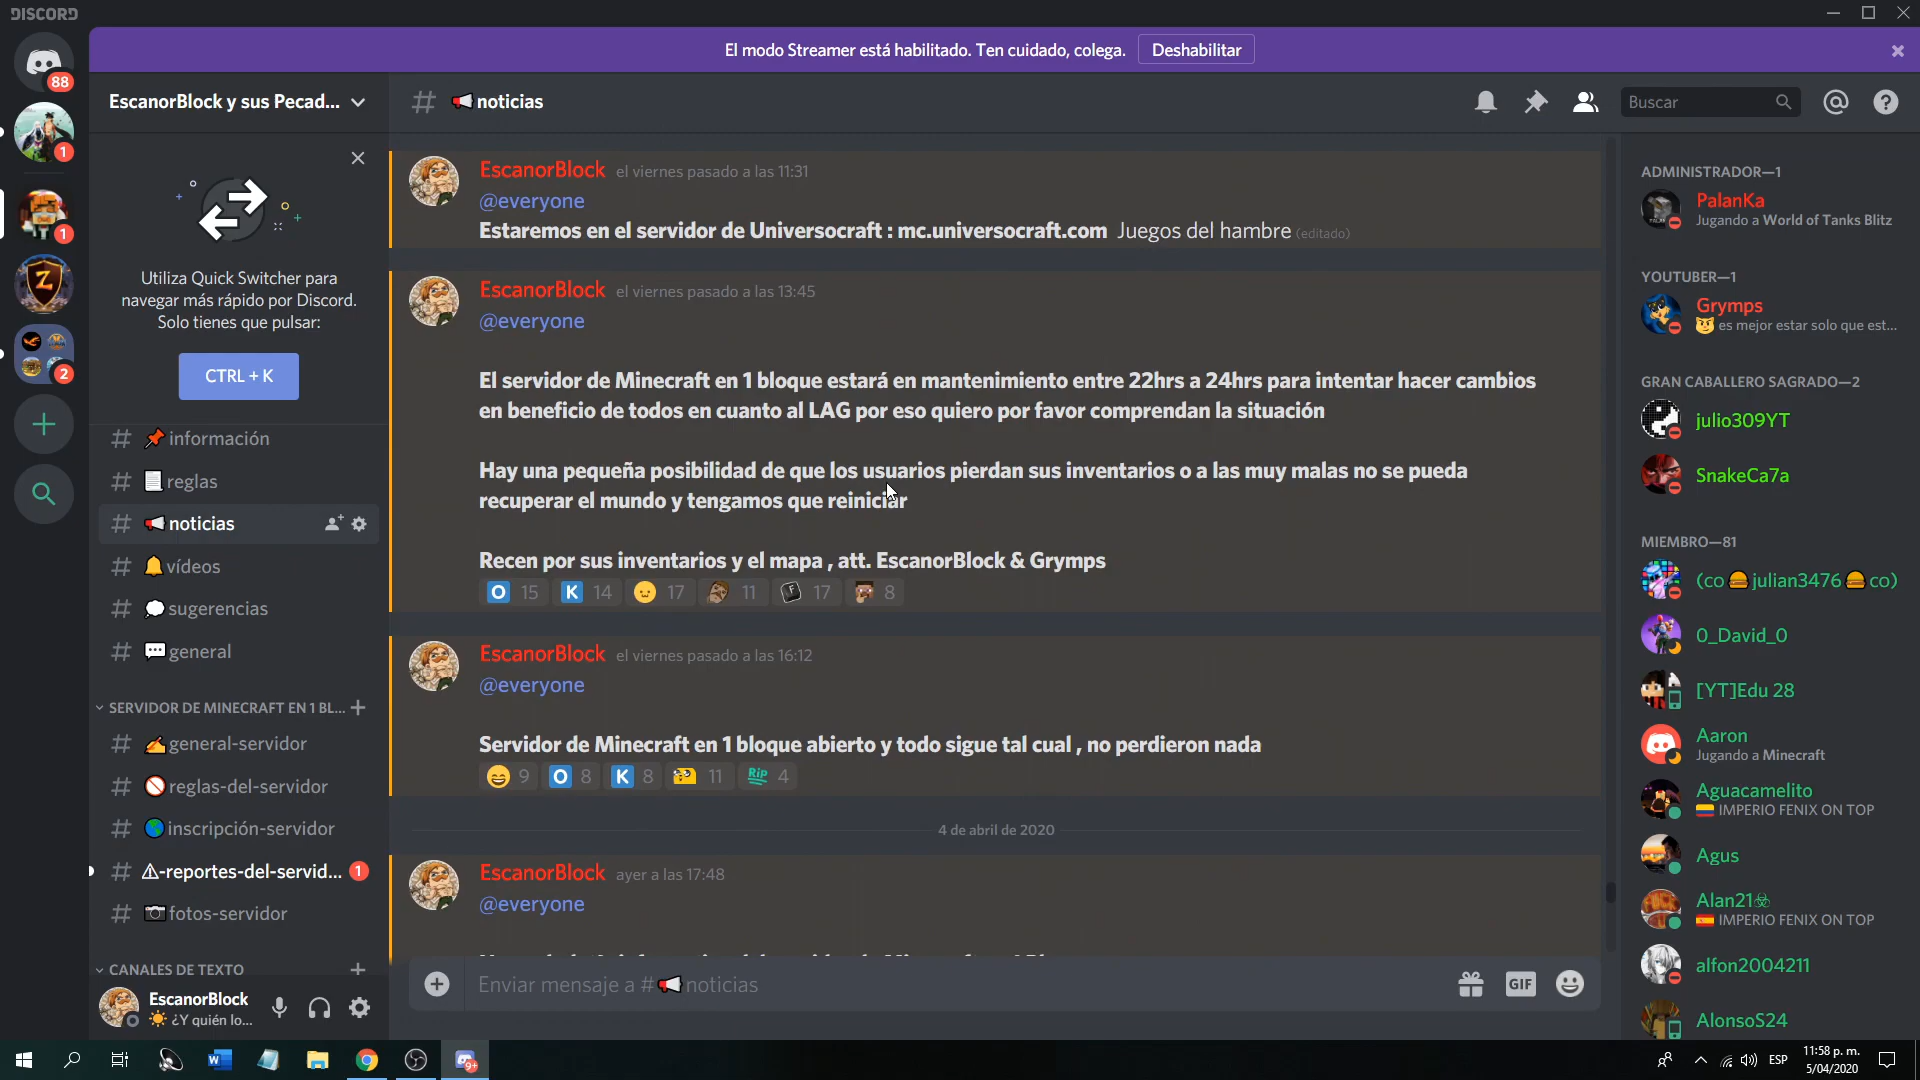 DISCORD
El modo Streamer está habilitado. Ten cuidado, colega.
Deshabilitar
88
1
1
2
EscanorBlock y sus Pecad...
Utiliza Quick Switcher para
navegar más rápido por Discord.
Solo tienes que pulsar:
CTRL + K
información
reglas
noticias
vídeos
sugerencias
general
SERVIDOR DE MINECRAFT EN 1 BL...
general-servidor
reglas-del-servidor
inscripción-servidor
-reportes-del-servid... 1
fotos-servidor
CANALES DE TEXTO
EscanorBlock
¿Y quién lo...
# noticias
Buscar
EscanorBlock el viernes pasado a las 11:31
@everyone
Estaremos en el servidor de Universocraft : mc.universocraft.com Juegos del hambre (editado)
EscanorBlock el viernes pasado a las 13:45
@everyone
El servidor de Minecraft en 1 bloque estará en mantenimiento entre 22hrs a 24hrs para intentar hacer cambios
en beneficio de todos en cuanto al LAG por eso quiero por favor comprendan la situación
Hay una pequeña posibilidad de que los usuarios pierdan sus inventarios o a las muy malas no se pueda
recuperar el mundo y tengamos que reiniciar
Recen por sus inventarios y el mapa , att. EscanorBlock & Grymps
O 15 K 14 17 11 F 17 8
EscanorBlock el viernes pasado a las 16:12
@everyone
Servidor de Minecraft en 1 bloque abierto y todo sigue tal cual , no perdieron nada
9 O 8 K 8 11 Rip 4
4 de abril de 2020
EscanorBlock ayer a las 17:48
@everyone
Enviar mensaje a # noticias
GIF
ADMINISTRADOR—1
PalanKa
Jugando a World of Tanks Blitz
YOUTUBER—1
Grymps
es mejor estar solo que est...
GRAN CABALLERO SAGRADO—2
julio309YT
SnakeCa7a
MIEMBRO—81
(co🍔julian3476🍔co)
0_David_0
[YT]Edu 28
Aaron
Jugando a Minecraft
Aguacamelito
IMPERIO FENIX ON TOP
Agus
Alan21☣
IMPERIO FENIX ON TOP
alfon2004211
AlonsoS24
9+
ESP
11:58 p. m.
5/04/2020